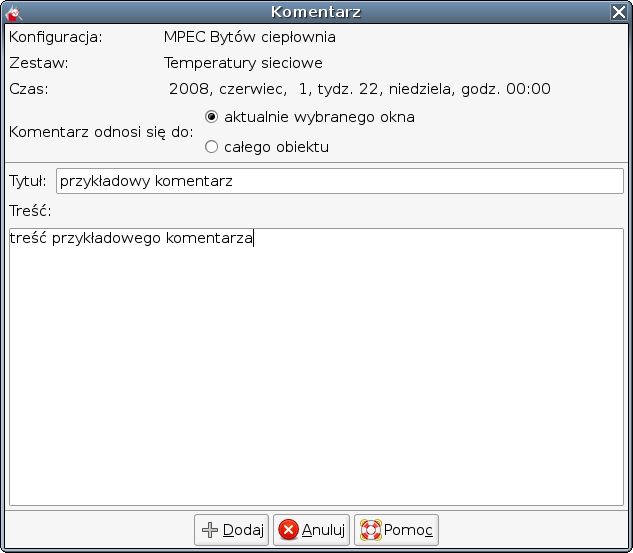 Komentarz
Konfiguracja: MPEC Bytów ciepłownia
Zestaw: Temperatury sieciowe
Czas: 2008, czerwiec, 1, tydz. 22, niedziela, godz. 00:00
Komentarz odnosi się do:
aktualnie wybranego okna
całego obiektu
Tytuł: przykładowy komentarz
Treść:
treść przykładowego komentarza
Dodaj Anuluj Pomoc